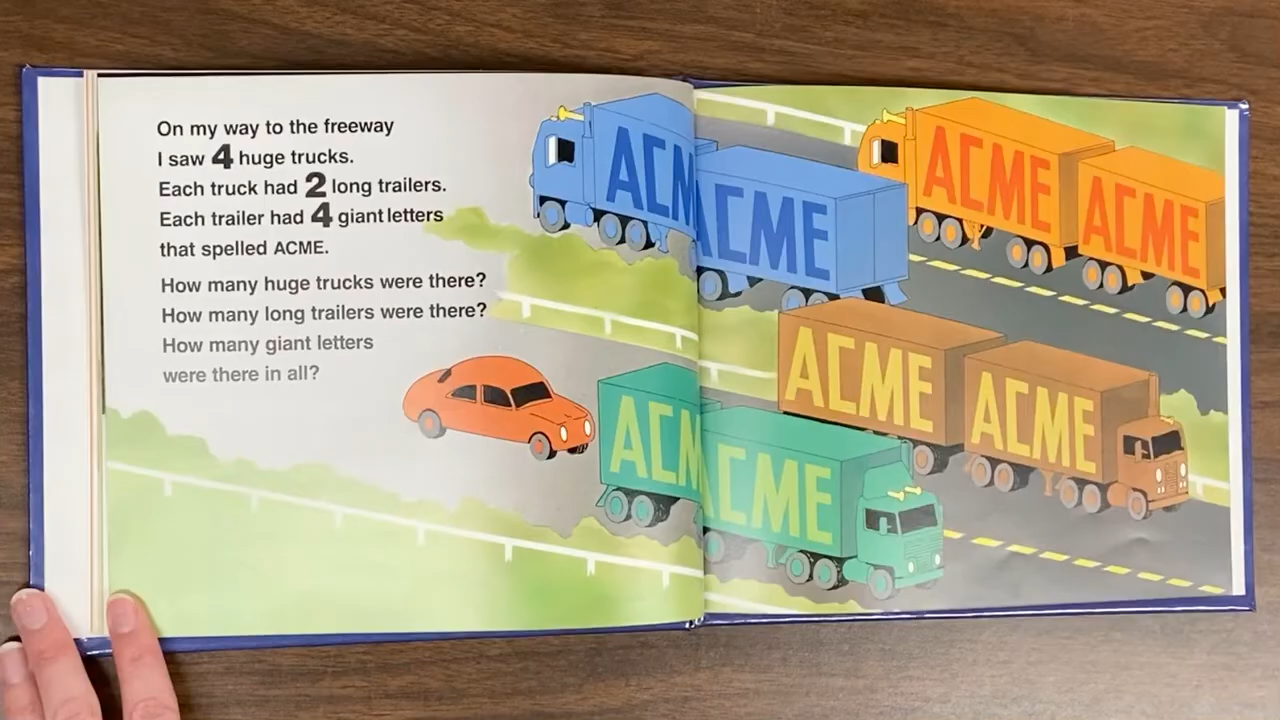 On my way to the freeway
I saw 4 huge trucks.
Each truck had 2 long trailers.
Each trailer had 4 giant letters
that spelled ACME.
How many huge trucks were there?
How many long trailers were there?
How many giant letters
were there in all?
ACM
ACME
ACME
ACME
ACME
ACME
ACM
ACME